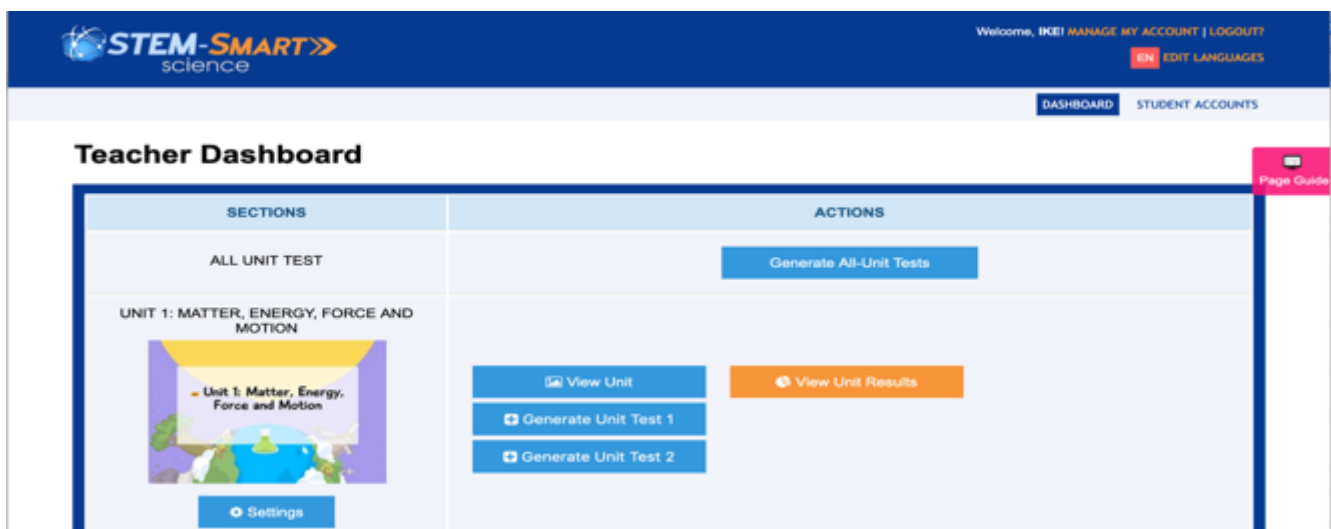 STEM-SMART
science
Welcome, IKE! MANAGE MY ACCOUNT | LOGOUT?
EN EDIT LANGUAGES
DASHBOARD STUDENT ACCOUNTS
Teacher Dashboard
Page Guide
SECTIONS ACTIONS
ALL UNIT TEST Generate All-Unit Tests
UNIT 1: MATTER, ENERGY, FORCE AND
MOTION
Unit 1: Matter, Energy,
Force and Motion
View Unit View Unit Results
Generate Unit Test 1
Generate Unit Test 2
Settings